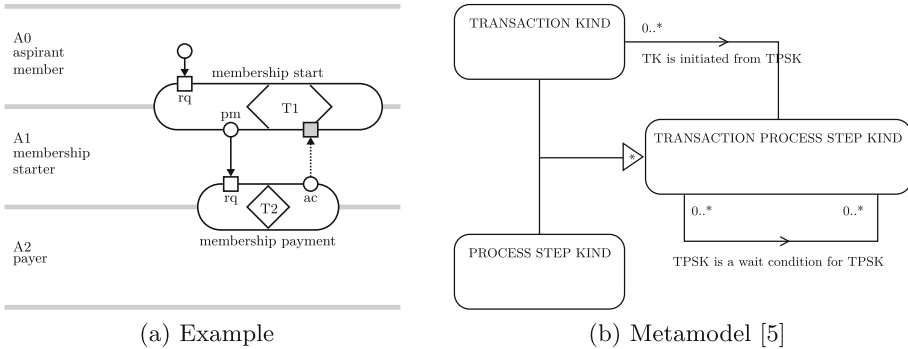 A0
aspirant
member
membership start
rq
T1
pm
A1
membership
starter
rq
T2
ac
membership payment
A2
payer
(a) Example
TRANSACTION KIND
0..*
TK is initiated from TPSK
TRANSACTION PROCESS STEP KIND
*
0..*
0..*
PROCESS STEP KIND
TPSK is a wait condition for TPSK
(b) Metamodel [5]